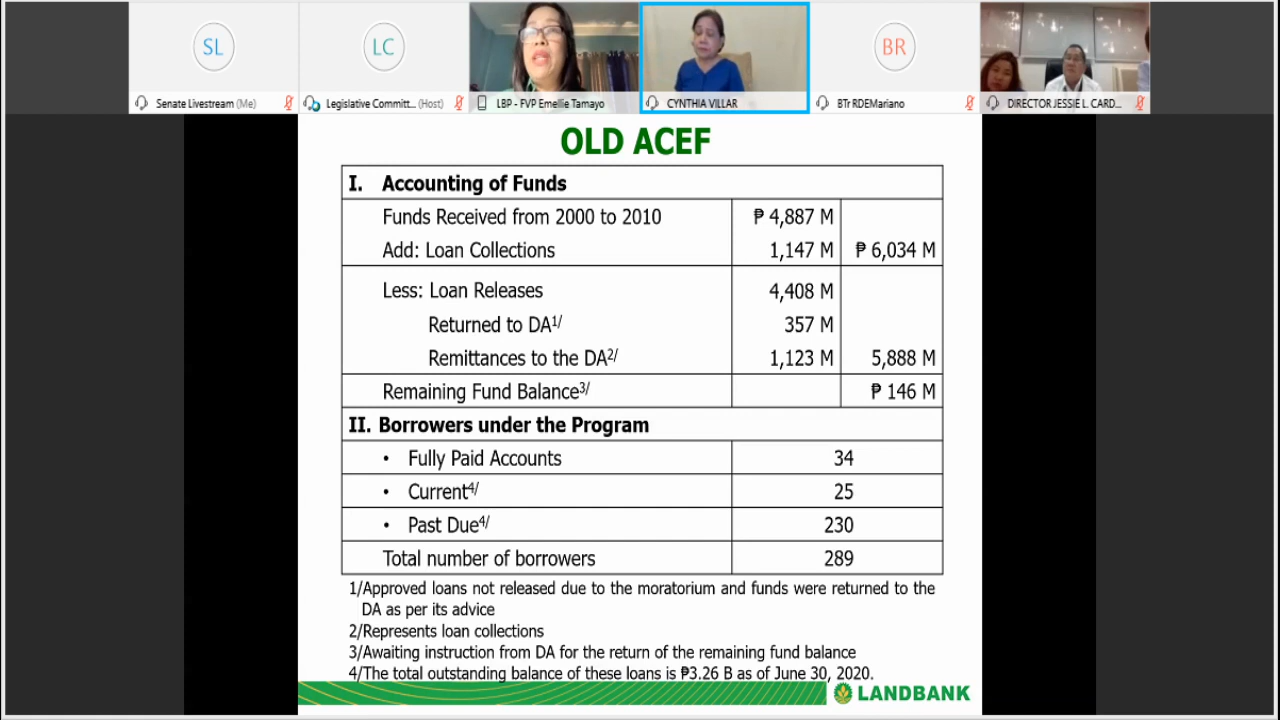 SL
LC
BR
Senate Livestream (Me)
Legislative Committ... (Host)
LBP - FVP Emellie Tamayo
CYNTHIA VILLAR
BTr RDEMariano
DIRECTOR JESSIE L. CARD...
OLD ACEF
I. Accounting of Funds
Funds Received from 2000 to 2010 ₱ 4,887 M
Add: Loan Collections 1,147 M ₱ 6,034 M
Less: Loan Releases 4,408 M
Returned to DA1/ 357 M
Remittances to the DA2/ 1,123 M 5,888 M
Remaining Fund Balance3/ ₱ 146 M
II. Borrowers under the Program
• Fully Paid Accounts 34
• Current4/ 25
• Past Due4/ 230
Total number of borrowers 289
1/Approved loans not released due to the moratorium and funds were returned to the
DA as per its advice
2/Represents loan collections
3/Awaiting instruction from DA for the return of the remaining fund balance
4/The total outstanding balance of these loans is ₱3.26 B as of June 30, 2020.
LANDBANK